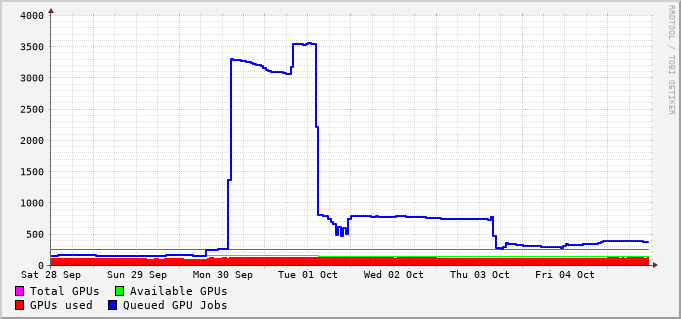 4000
3500
3000
2500
2000
1500
1000
500
0
Sat 28 Sep Sun 29 Sep Mon 30 Sep Tue 01 Oct Wed 02 Oct Thu 03 Oct Fri 04 Oct
Total GPUs Available GPUs
GPUs used Queued GPU Jobs
RRDTOOL / TOBI OETIKER